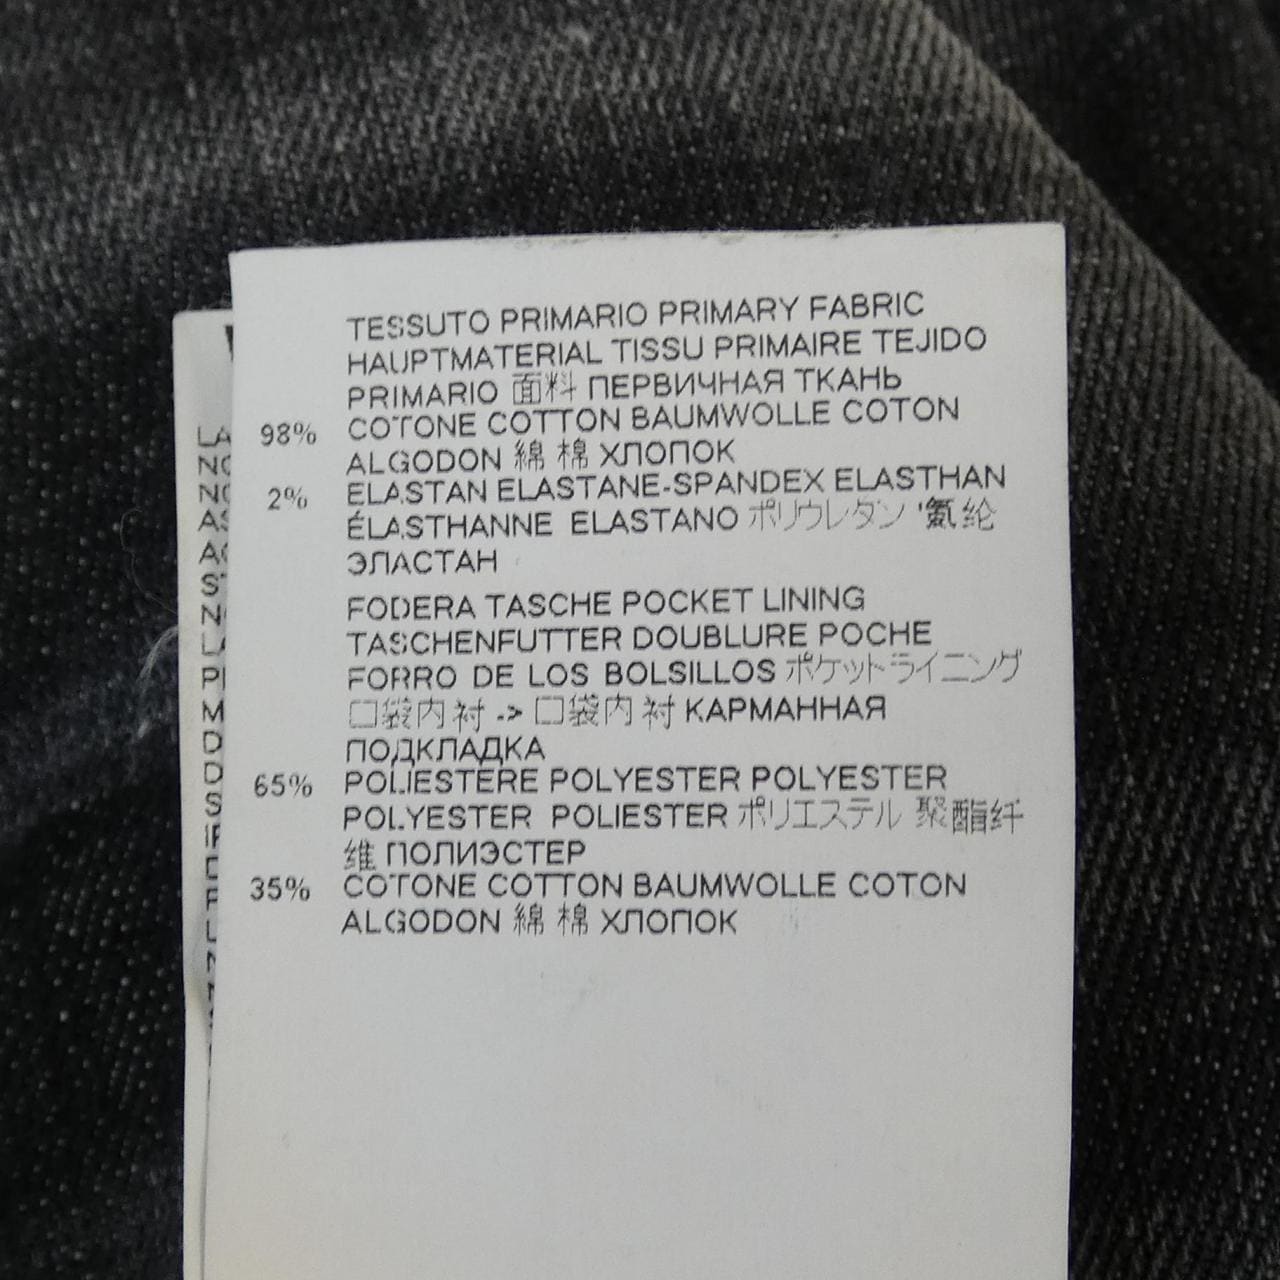 TESSUTO PRIMARIO PRIMARY FABRIC
HAUPTMATERIAL TISSU PRIMAIRE TEJIDO
PRIMARIO 面料 ПЕРВИЧНАЯ ТКАНЬ
98% COTONE COTTON BAUMWOLLE COTON
ALGODON 綿 棉 ХЛОПОК
2% ELASTAN ELASTANE-SPANDEX ELASTHAN
ÉLASTHANNE ELASTANO ポリウレタン '氨纶
ЭЛАСТАН
FODERA TASCHE POCKET LINING
TASCHENFUTTER DOUBLURE POCHE
FORRO DE LOS BOLSILLOS ポケットライニング
口袋内衬 -> 口袋内衬 КАРМАННАЯ
ПОДКЛАДКА
65% POLIESTERE POLYESTER POLYESTER
POLYESTER POLIESTER ポリエステル 聚酯纤
维 ПОЛИЭСТЕР
35% COTONE COTTON BAUMWOLLE COTON
ALGODON 綿 棉 ХЛОПОК